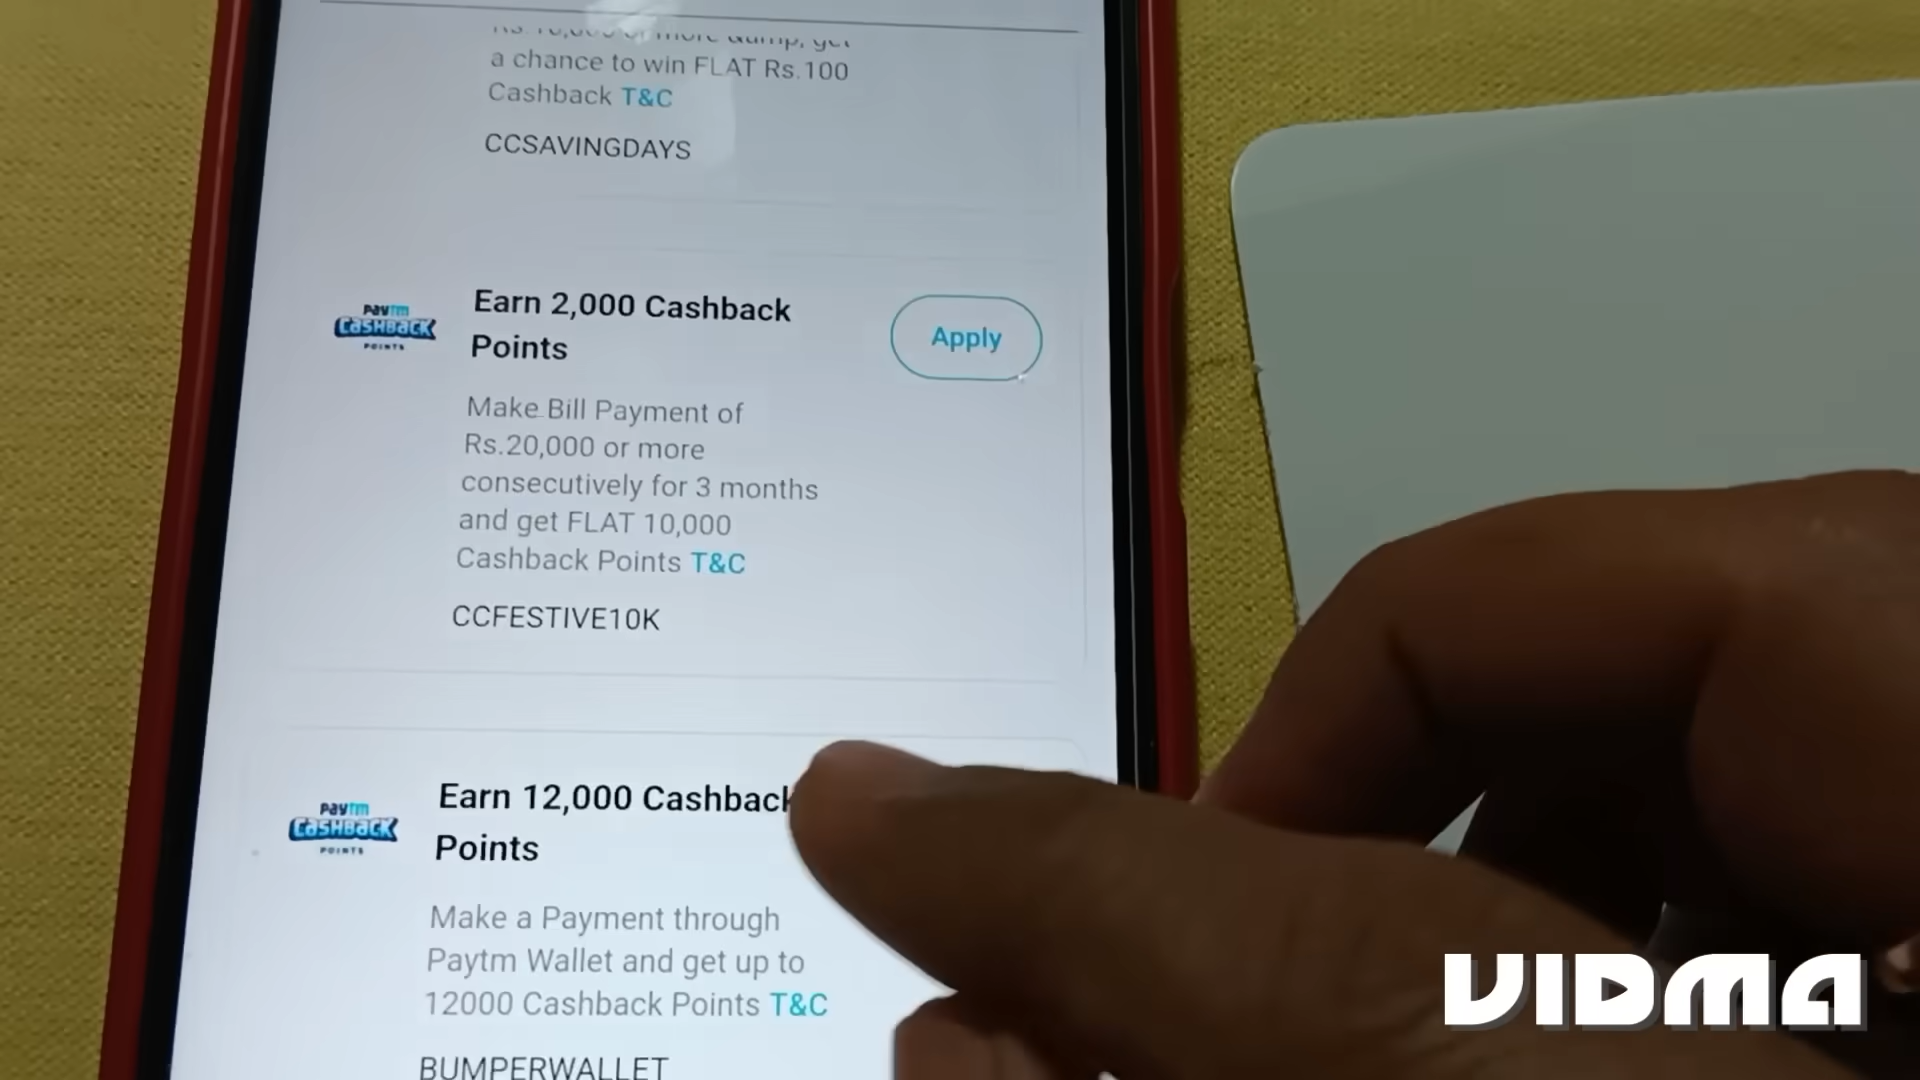 a chance to win FLAT Rs.100
Cashback T&C
CCSAVINGDAYS
paytm
CASHBACK
POINTS
Earn 2,000 Cashback
Points
Apply
Make Bill Payment of
Rs.20,000 or more
consecutively for 3 months
and get FLAT 10,000
Cashback Points T&C
CCFESTIVE10K
paytm
CASHBACK
POINTS
Earn 12,000 Cashback
Points
Make a Payment through
Paytm Wallet and get up to
12000 Cashback Points T&C
BUMPERWALLET
VIDMA